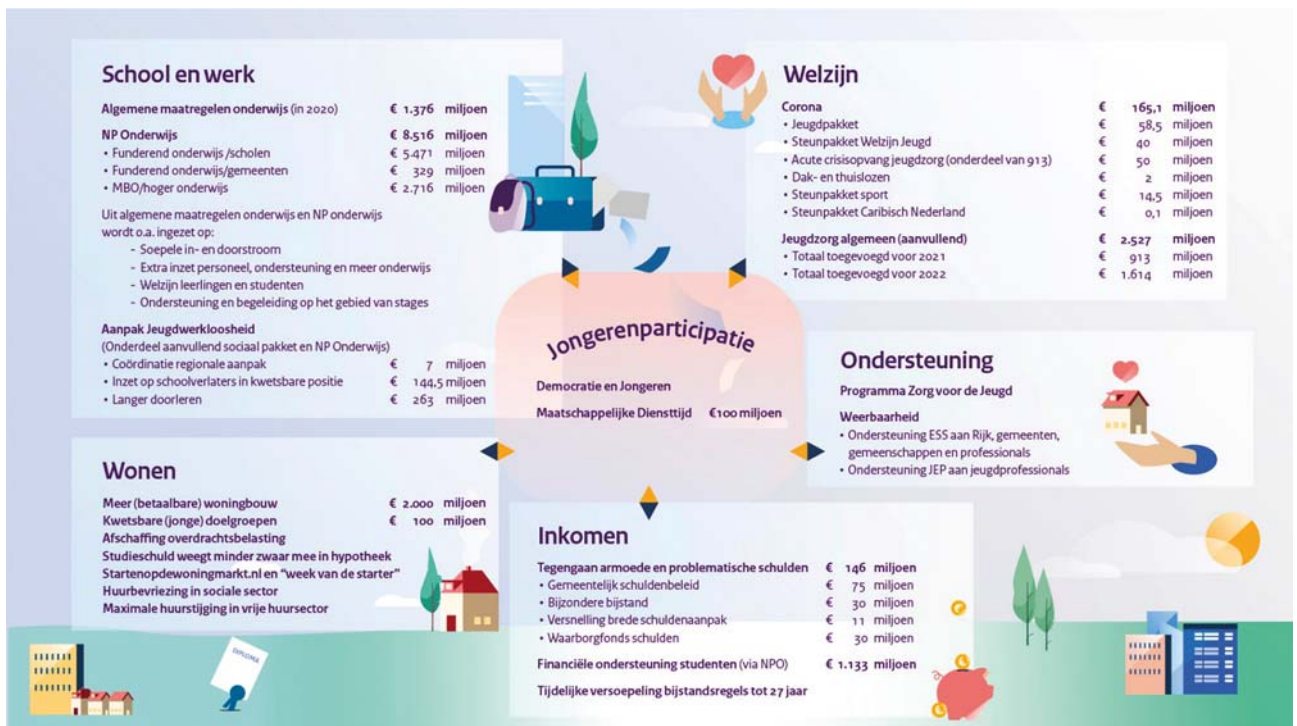 School en werk
Algemene maatregelen onderwijs (in 2020) € 1.376 miljoen
NP Onderwijs € 8.516 miljoen
• Funderend onderwijs /scholen € 5.471 miljoen
• Funderend onderwijs/gemeenten € 329 miljoen
• MBO/hoger onderwijs € 2.716 miljoen
Uit algemene maatregelen onderwijs en NP onderwijs
wordt o.a. ingezet op:
- Soepele in- en doorstroom
- Extra inzet personeel, ondersteuning en meer onderwijs
- Welzijn leerlingen en studenten
- Ondersteuning en begeleiding op het gebied van stages
Aanpak Jeugdwerkloosheid
(Onderdeel aanvullend sociaal pakket en NP Onderwijs)
• Coördinatie regionale aanpak € 7 miljoen
• Inzet op schoolverlaters in kwetsbare positie € 144,5 miljoen
• Langer doorleren € 263 miljoen
Welzijn
Corona € 165,1 miljoen
• Jeugdpakket € 58,5 miljoen
• Steunpakket Welzijn Jeugd € 40 miljoen
• Acute crisisopvang jeugdzorg (onderdeel van 913) € 50 miljoen
• Dak- en thuislozen € 2 miljoen
• Steunpakket sport € 14,5 miljoen
• Steunpakket Caribisch Nederland € 0,1 miljoen
Jeugdzorg algemeen (aanvullend) € 2.527 miljoen
• Totaal toegevoegd voor 2021 € 913 miljoen
• Totaal toegevoegd voor 2022 € 1.614 miljoen
Jongerenparticipatie
Democratie en Jongeren
Maatschappelijke Diensttijd €100 miljoen
Ondersteuning
Programma Zorg voor de Jeugd
Weerbaarheid
• Ondersteuning ESS aan Rijk, gemeenten,
gemeenschappen en professionals
• Ondersteuning JEP aan jeugdprofessionals
Wonen
Meer (betaalbare) woningbouw € 2.000 miljoen
Kwetsbare (jonge) doelgroepen € 100 miljoen
Afschaffing overdrachtsbelasting
Studieschuld weegt minder zwaar mee in hypotheek
Startenopdewoningmarkt.nl en “week van de starter”
Huurbevriezing in sociale sector
Maximale huurstijging in vrije huursector
Inkomen
Tegengaan armoede en problematische schulden € 146 miljoen
• Gemeentelijk schuldenbeleid € 75 miljoen
• Bijzondere bijstand € 30 miljoen
• Versnelling brede schuldenaanpak € 11 miljoen
• Waarborgfonds schulden € 30 miljoen
Financiële ondersteuning studenten (via NPO) € 1.133 miljoen
Tijdelijke versoepeling bijstandsregels tot 27 jaar
DIPLOMA